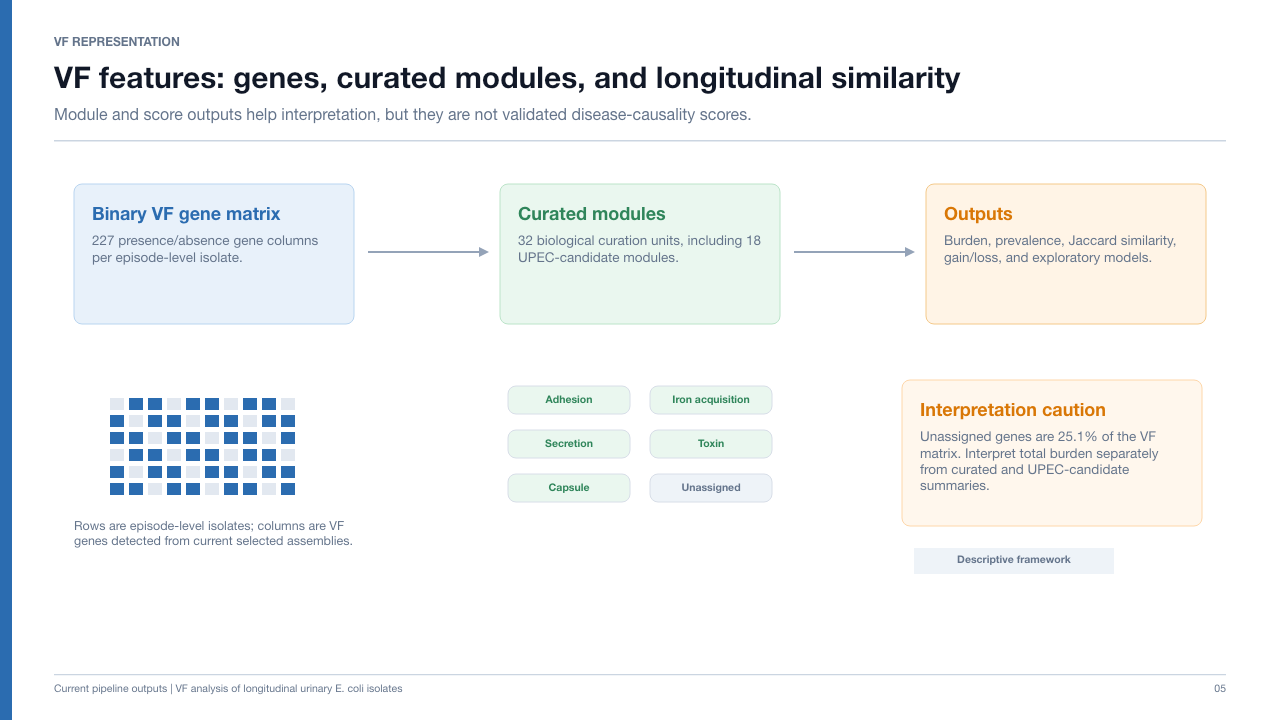 VF REPRESENTATION
VF features: genes, curated modules, and longitudinal similarity
Module and score outputs help interpretation, but they are not validated disease-causality scores.
Binary VF gene matrix
227 presence/absence gene columns
per episode-level isolate.
Curated modules
32 biological curation units, including 18
UPEC-candidate modules.
Outputs
Burden, prevalence, Jaccard similarity,
gain/loss, and exploratory models.
Rows are episode-level isolates; columns are VF
genes detected from current selected assemblies.
Adhesion
Iron acquisition
Secretion
Toxin
Capsule
Unassigned
Interpretation caution
Unassigned genes are 25.1% of the VF
matrix. Interpret total burden separately
from curated and UPEC-candidate
summaries.
Descriptive framework
Current pipeline outputs | VF analysis of longitudinal urinary E. coli isolates
05